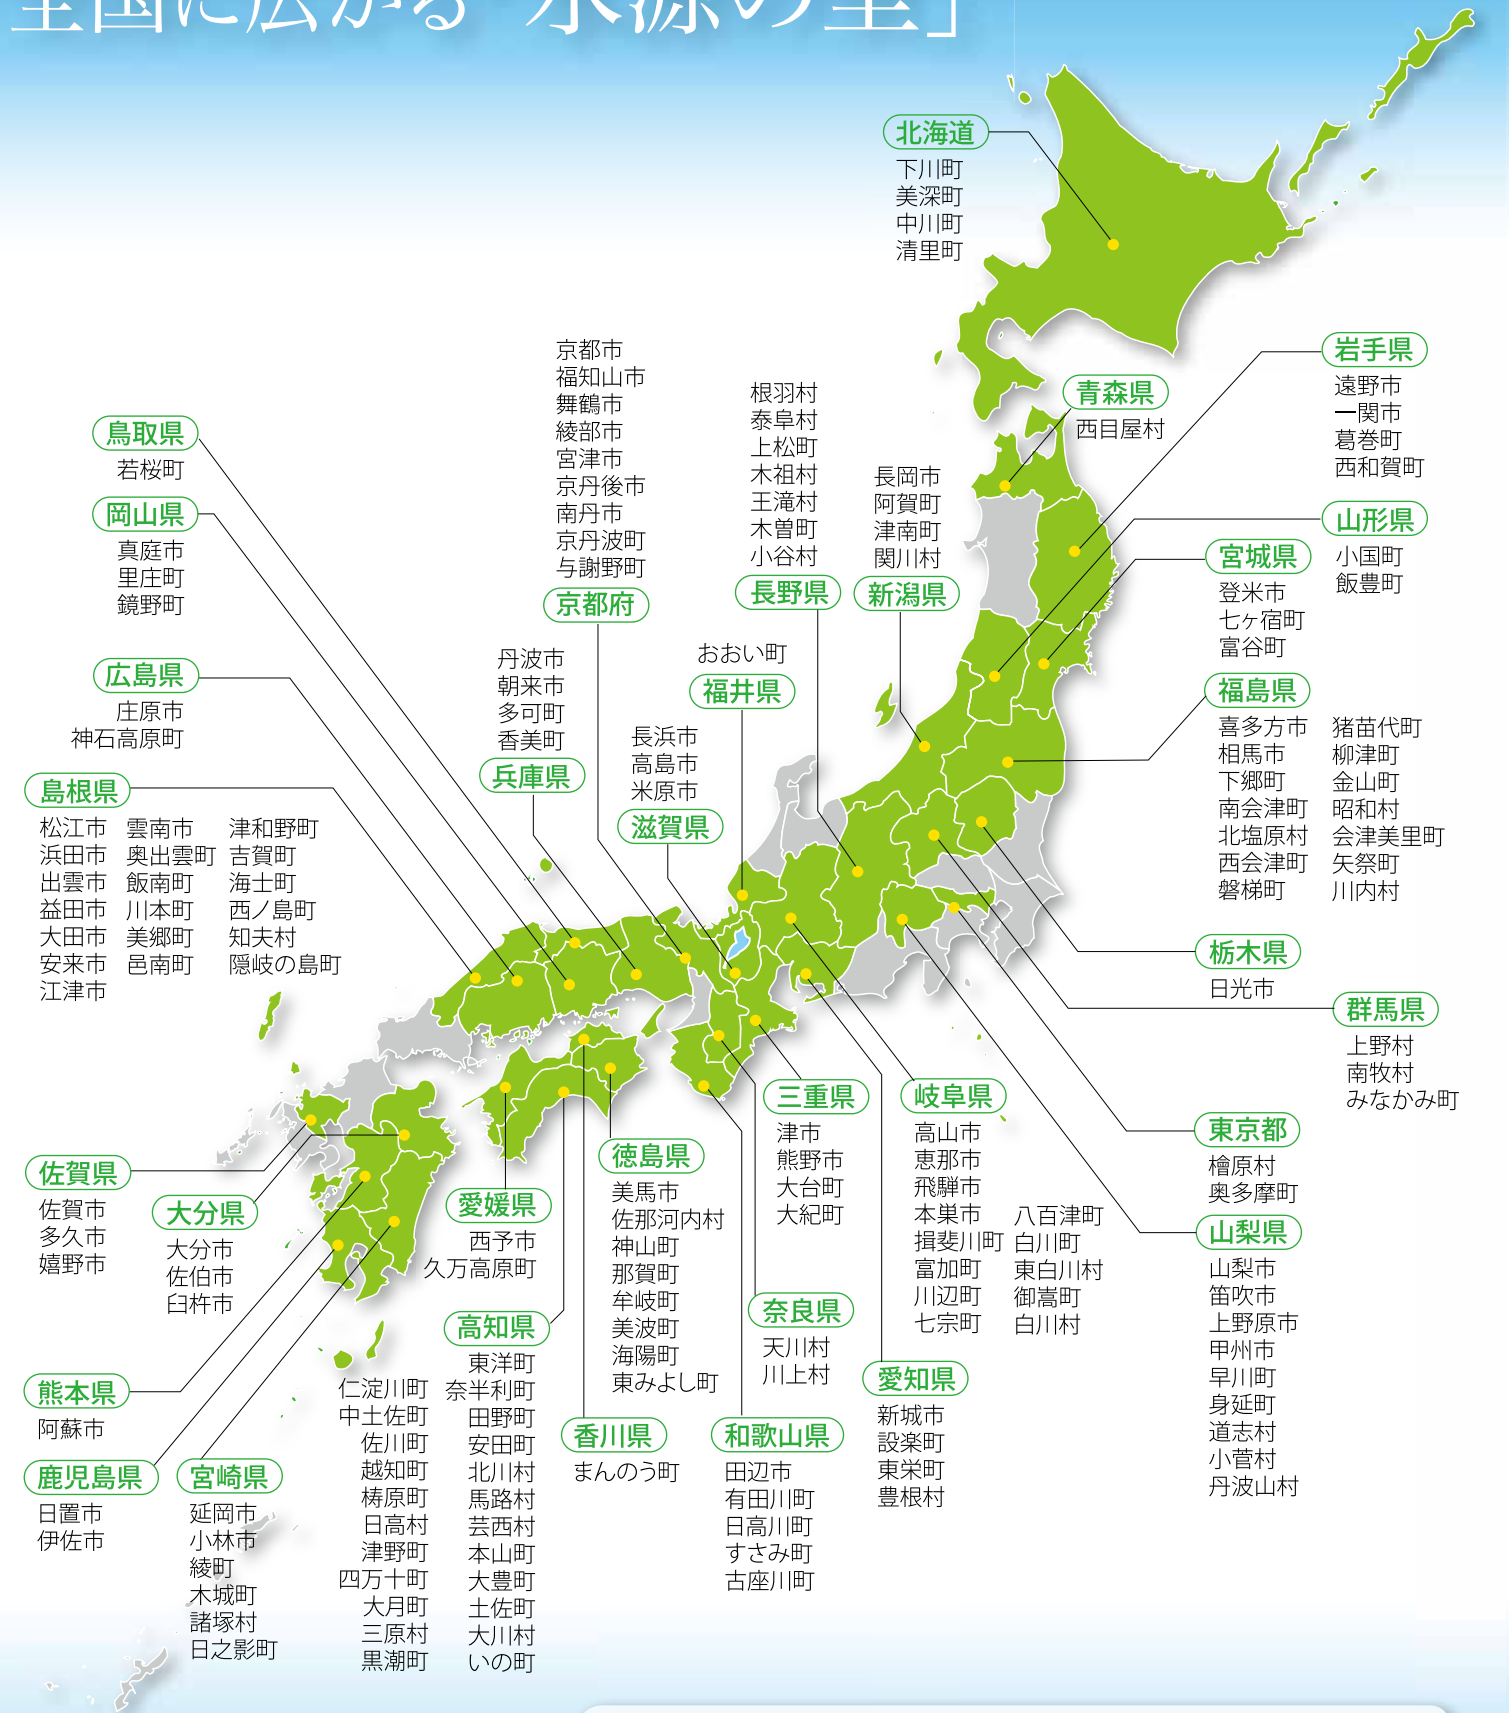 全国に広がる「水源の里」
北海道
下川町
美深町
中川町
清里町
岩手県
遠野市
一関市
葛巻町
西和賀町
青森県
西目屋村
山形県
小国町
飯豊町
宮城県
登米市
七ヶ宿町
富谷町
福島県
喜多方市
相馬市
下郷町
南会津町
北塩原村
西会津町
磐梯町
猪苗代町
柳津町
金山町
昭和村
会津美里町
矢祭町
川内村
栃木県
日光市
群馬県
上野村
南牧村
みなかみ町
東京都
檜原村
奥多摩町
山梨県
山梨市
笛吹市
上野原市
甲州市
早川町
身延町
道志村
小菅村
丹波山村
長岡市
阿賀町
津南町
関川村
新潟県
根羽村
泰阜村
上松町
木祖村
王滝村
木曽町
小谷村
長野県
おおい町
福井県
長浜市
高島市
米原市
滋賀県
京都市
福知山市
舞鶴市
綾部市
宮津市
京丹後市
南丹市
京丹波町
与謝野町
京都府
丹波市
朝来市
多可町
香美町
兵庫県
鳥取県
若桜町
岡山県
真庭市
里庄町
鏡野町
広島県
庄原市
神石高原町
島根県
松江市
浜田市
出雲市
益田市
大田市
安来市
江津市
雲南市
奥出雲町
飯南町
川本町
美郷町
邑南町
津和野町
吉賀町
海士町
西ノ島町
知夫村
隠岐の島町
岐阜県
高山市
恵那市
飛騨市
本巣市
揖斐川町
富加町
川辺町
七宗町
八百津町
白川町
東白川村
御嵩町
白川村
三重県
津市
熊野市
大台町
大紀町
愛知県
新城市
設楽町
東栄町
豊根村
奈良県
天川村
川上村
和歌山県
田辺市
有田川町
日高川町
すさみ町
古座川町
徳島県
美馬市
佐那河内村
神山町
那賀町
牟岐町
美波町
海陽町
東みよし町
香川県
まんのう町
愛媛県
西予市
久万高原町
高知県
東洋町
奈半利町
田野町
安田町
北川村
馬路村
芸西村
本山町
大豊町
土佐町
大川村
いの町
仁淀川町
中土佐町
佐川町
越知町
梼原町
日高村
津野町
四万十町
大月町
三原村
黒潮町
佐賀県
佐賀市
多久市
嬉野市
大分県
大分市
佐伯市
臼杵市
熊本県
阿蘇市
鹿児島県
日置市
伊佐市
宮崎県
延岡市
小林市
綾町
木城町
諸塚村
日之影町